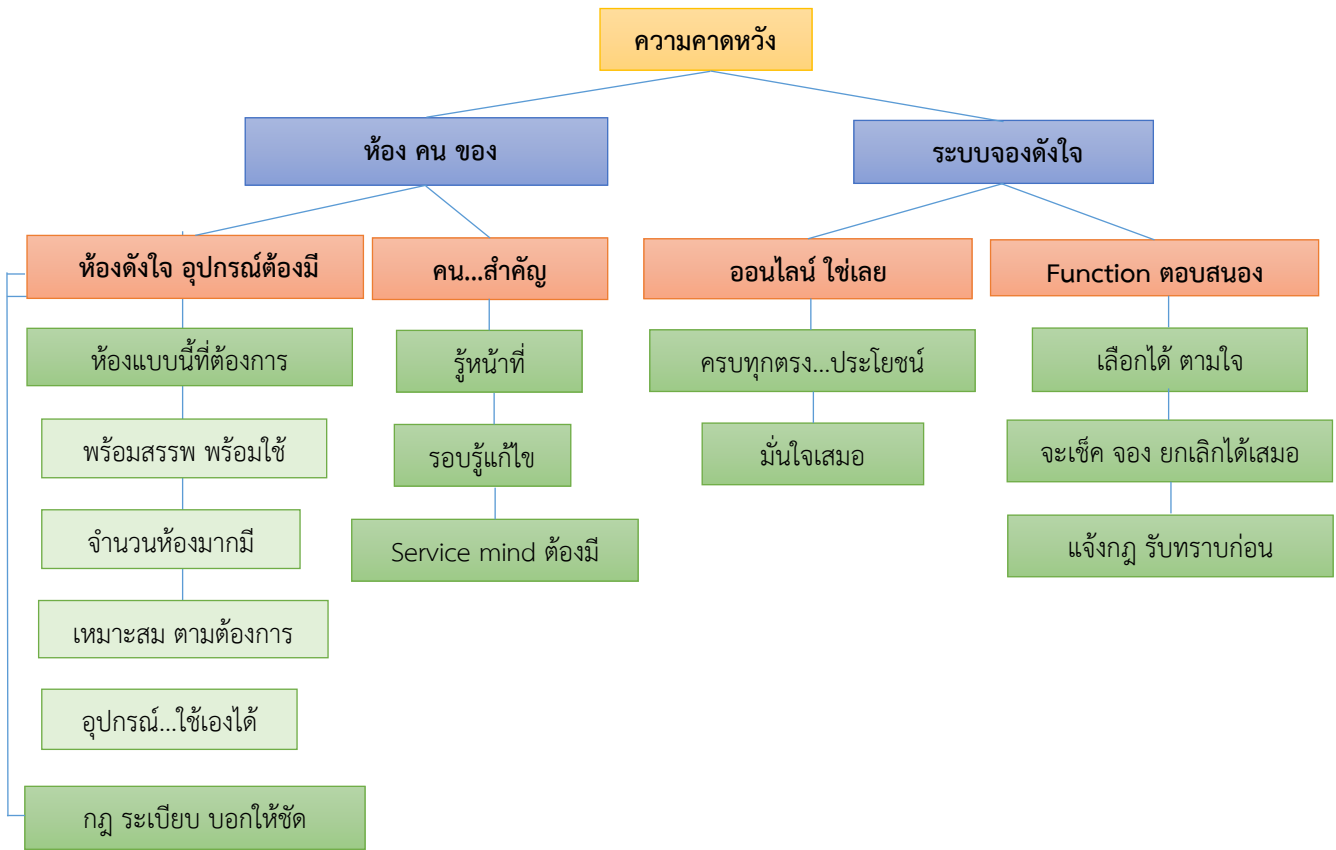 ความคาดหวัง
ห้อง คน ของ
ระบบจองดังใจ
ห้องดังใจ อุปกรณ์ต้องมี
คน...สำคัญ
ออนไลน์ ใช่เลย
Function ตอบสนอง
ห้องแบบนี้ที่ต้องการ
รู้หน้าที่
ครบทุกตรง...ประโยชน์
เลือกได้ ตามใจ
พร้อมสรรพ พร้อมใช้
รอบรู้แก้ไข
มั่นใจเสมอ
จะเช็ค จอง ยกเลิกได้เสมอ
จำนวนห้องมากมี
Service mind ต้องมี
แจ้งกฎ รับทราบก่อน
เหมาะสม ตามต้องการ
อุปกรณ์...ใช้เองได้
กฎ ระเบียบ บอกให้ชัด